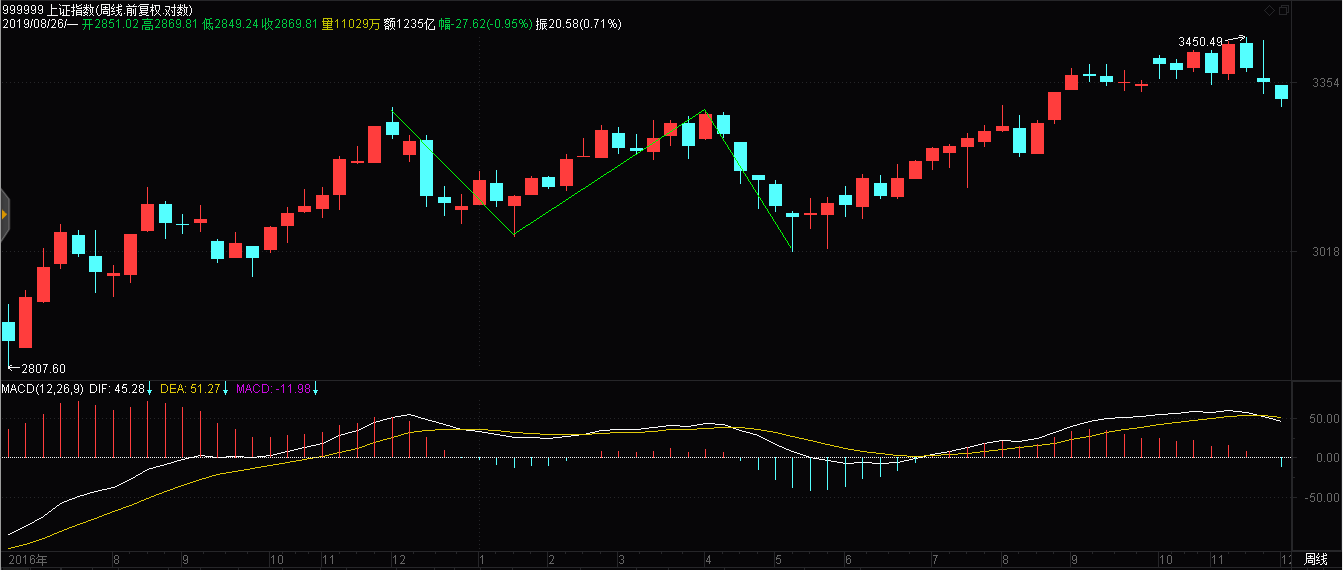 999999 上证指数(周线.前复权.对数)
2019/08/26/一 开2851.02 高2869.81 低2849.24 收2869.81 量11029万 额1235亿 幅-27.62(-0.95%) 振20.58(0.71%)
3450.49
3354
3018
2807.60
MACD(12,26,9) DIF: 45.28↓ DEA: 51.27↓ MACD: -11.98↓
50.00
0.00
-50.00
2016年 8 9 10 11 12 1 2 3 4 5 6 7 8 9 10 11 12 周线